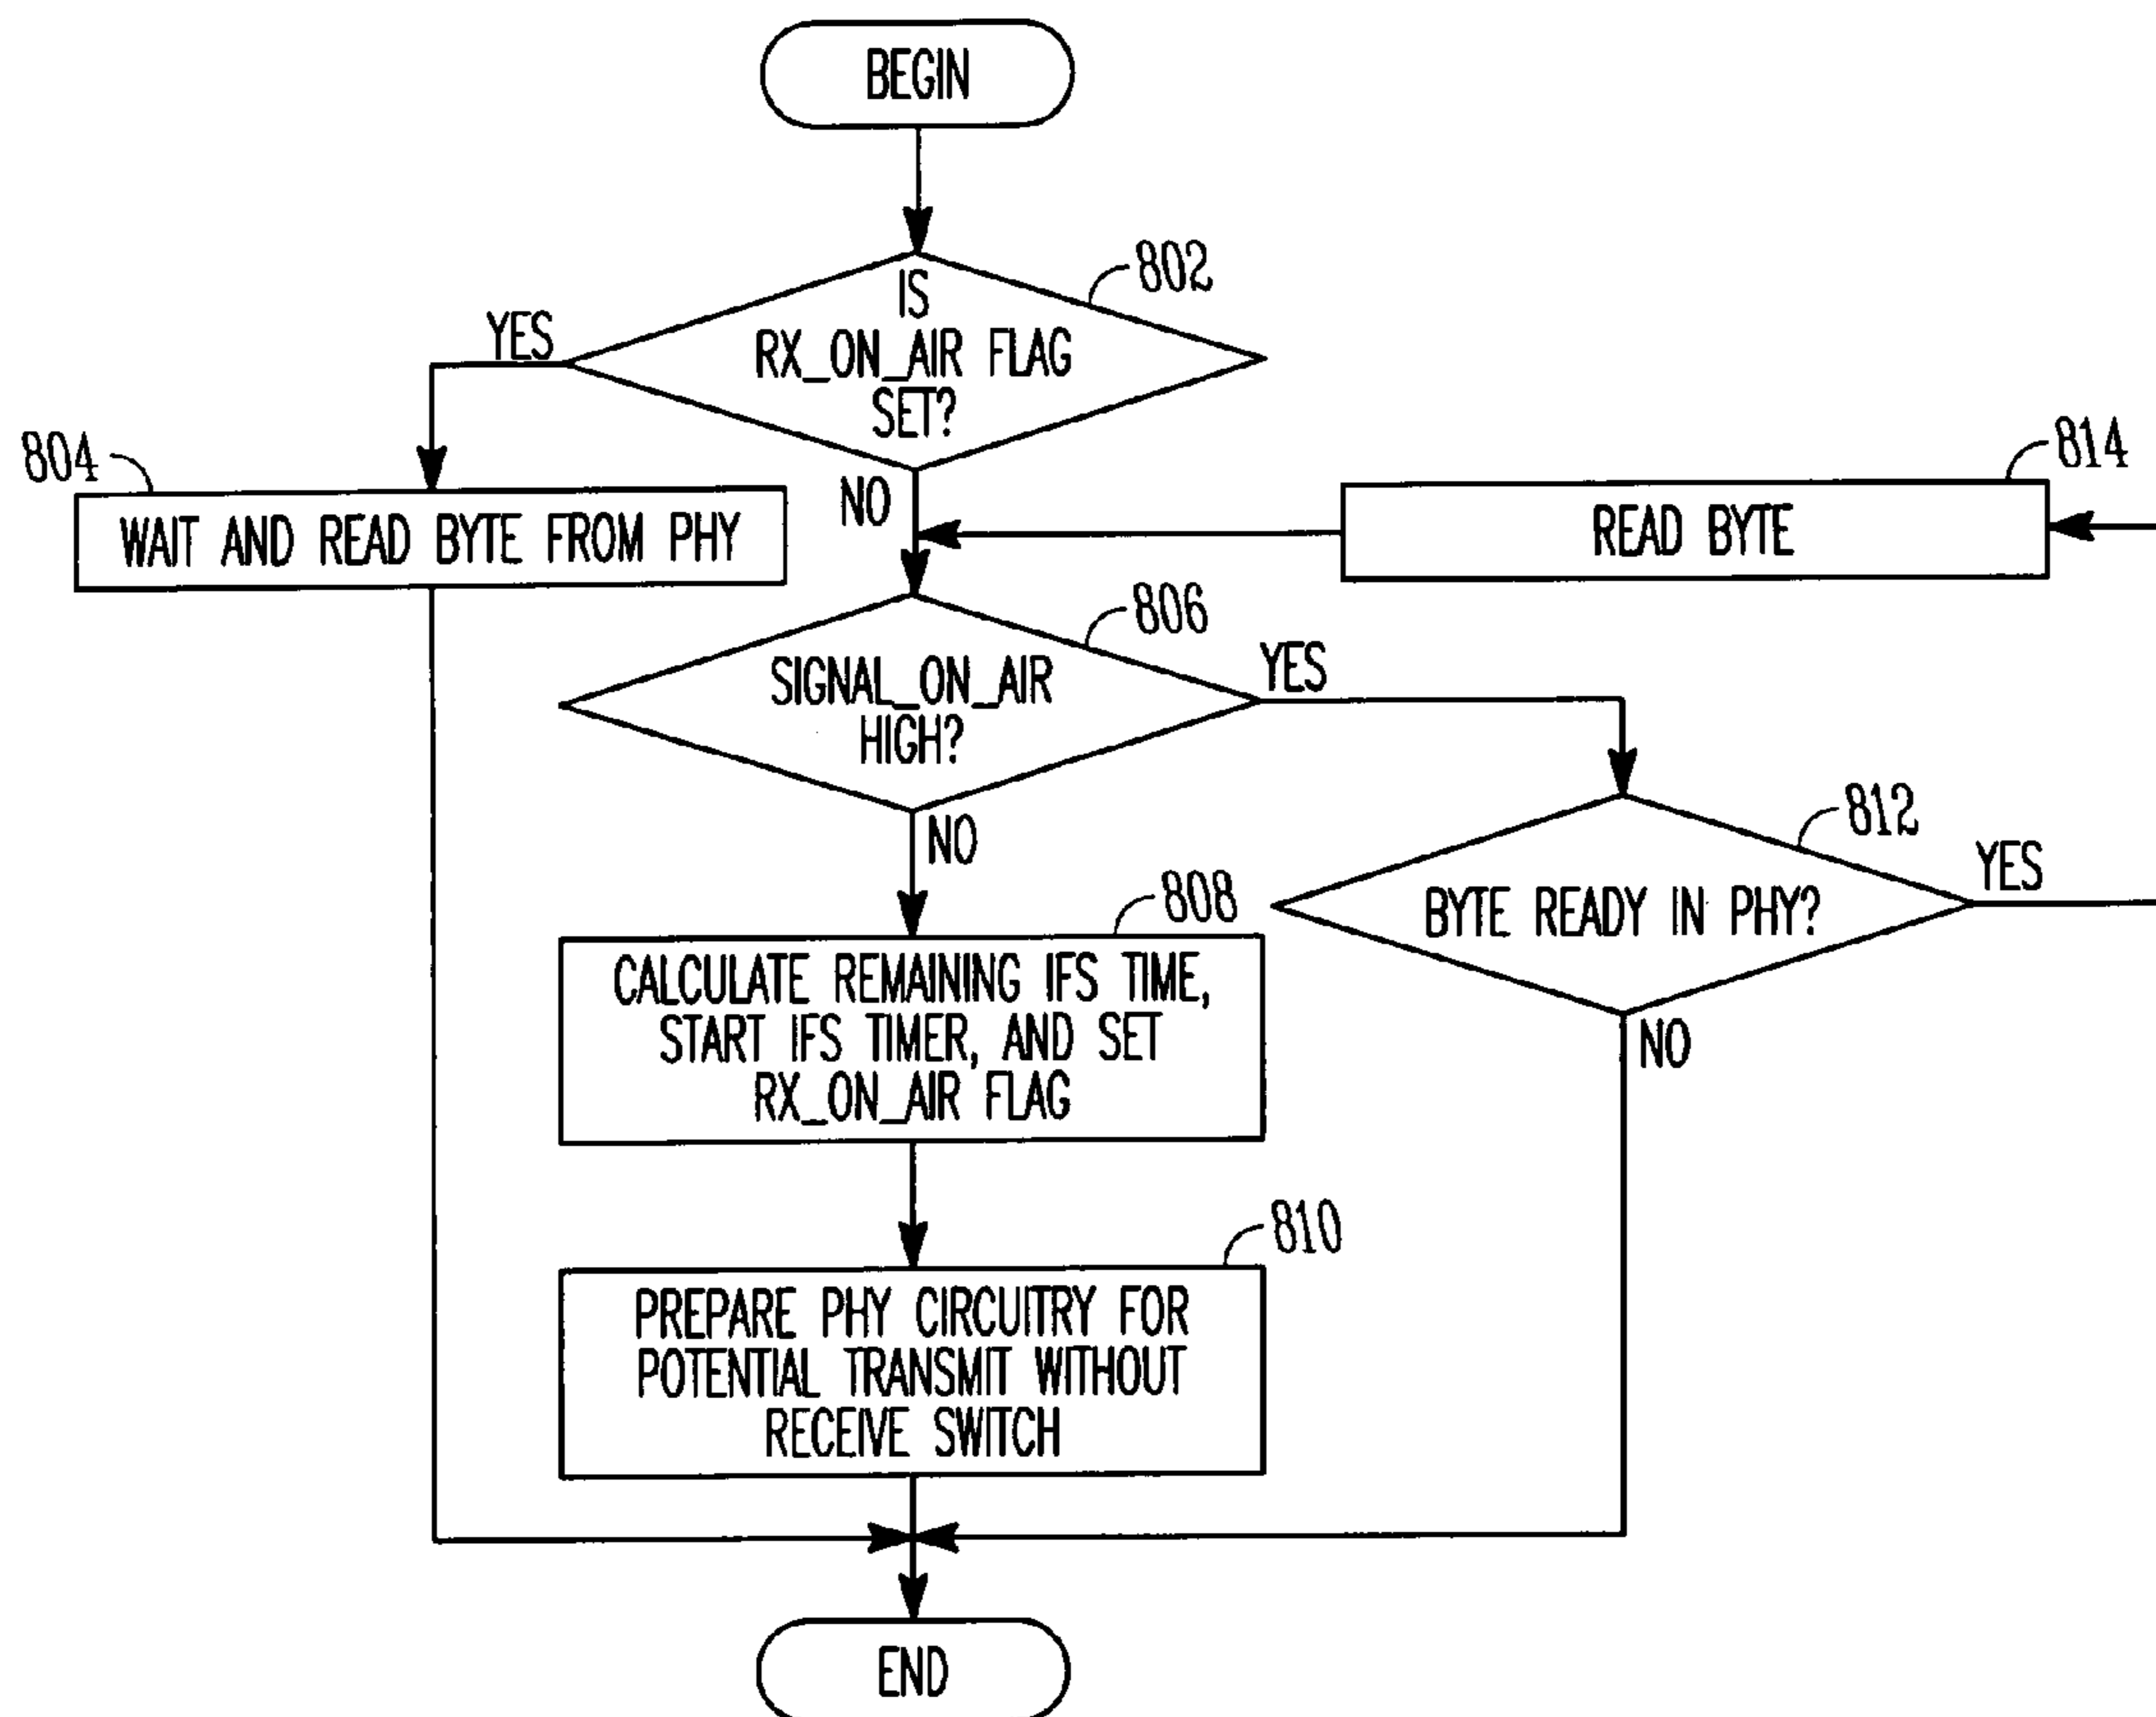 BEGIN
802
IS
RX_ON_AIR FLAG
SET?
YES
NO
804
WAIT AND READ BYTE FROM PHY
814
READ BYTE
806
SIGNAL_ON_AIR
HIGH?
YES
NO
812
BYTE READY IN PHY?
YES
NO
808
CALCULATE REMAINING IFS TIME,
START IFS TIMER, AND SET
RX_ON_AIR FLAG
810
PREPARE PHY CIRCUITRY FOR
POTENTIAL TRANSMIT WITHOUT
RECEIVE SWITCH
END